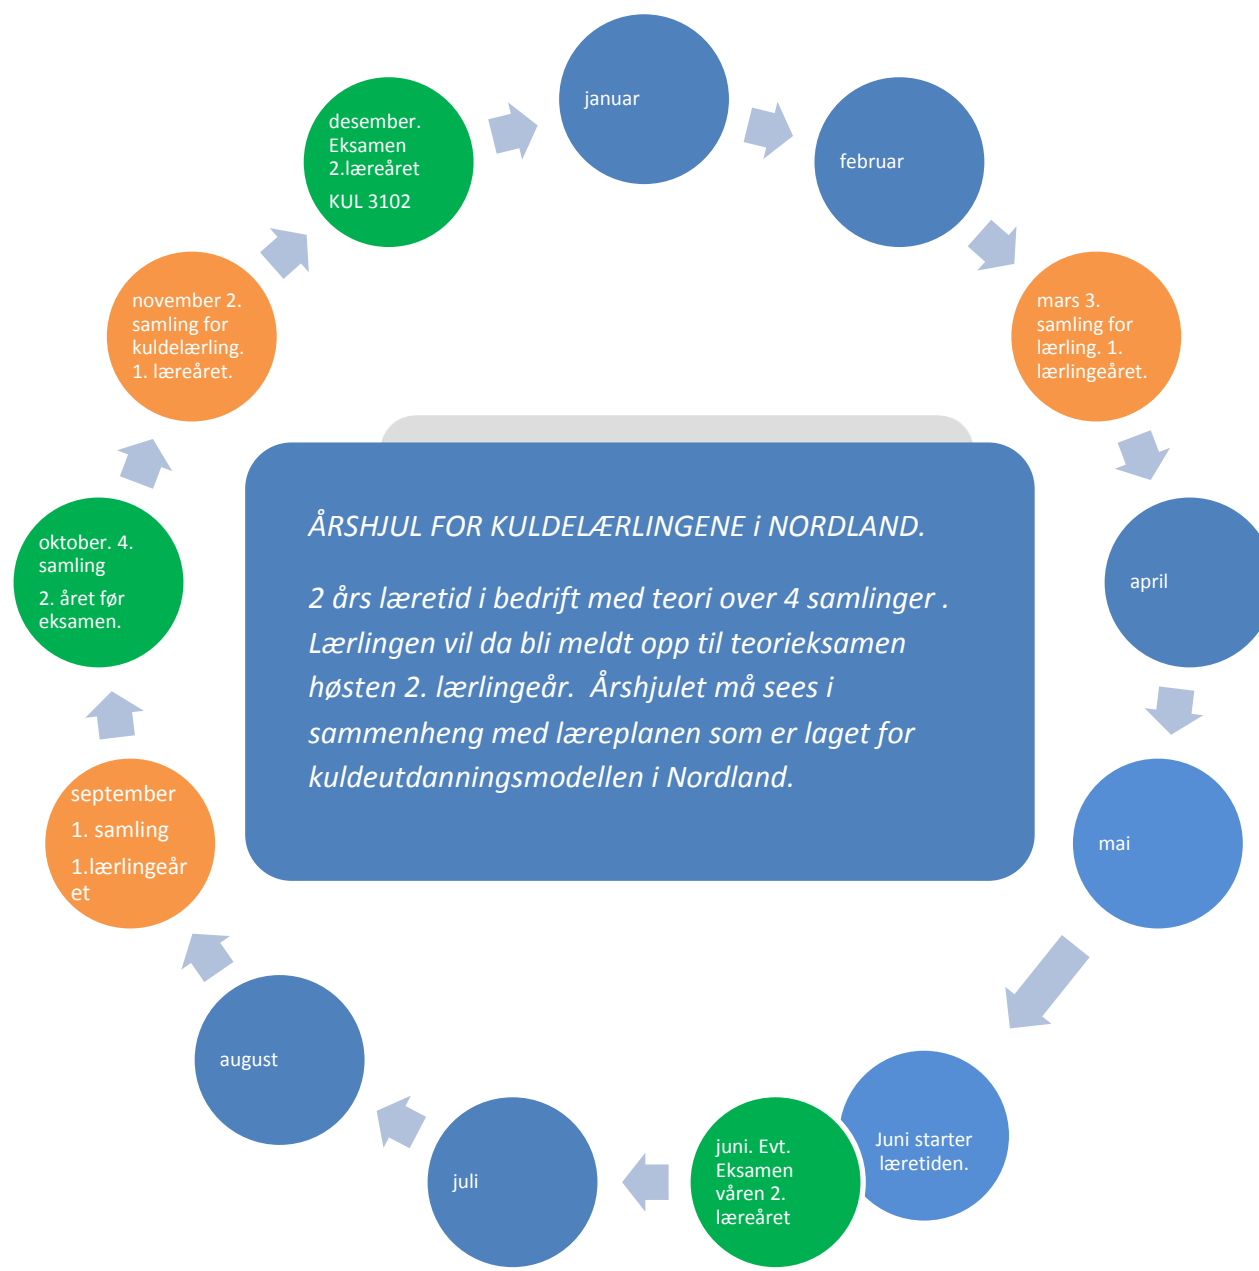 januar
februar
mars 3.
samling for
lærling. 1.
lærlingeåret.
april
mai
Juni starter
læretiden.
juni. Evt.
Eksamen
våren 2.
læreåret
juli
august
september
1. samling
1.lærlingeår
et
oktober. 4.
samling
2. året før
eksamen.
november 2.
samling for
kuldelærling.
1. læreåret.
desember.
Eksamen
2.læreåret
KUL 3102
ÅRSHJUL FOR KULDELÆRLINGENE i NORDLAND.
2 års læretid i bedrift med teori over 4 samlinger .
Lærlingen vil da bli meldt opp til teorieksamen
høsten 2. lærlingeår.  Årshjulet må sees i
sammenheng med læreplanen som er laget for
kuldeutdanningsmodellen i Nordland.